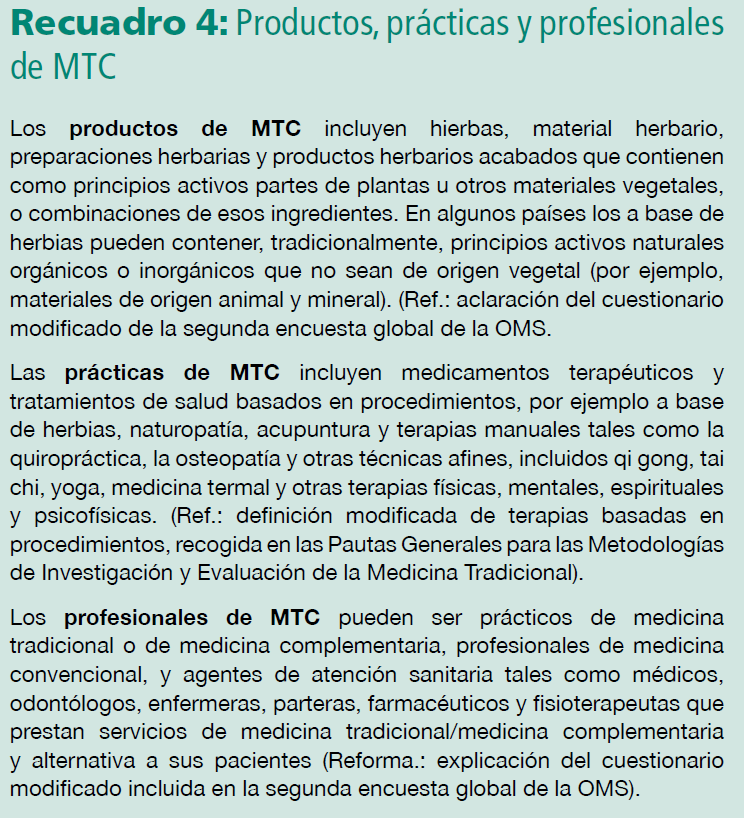 Recuadro 4: Productos, prácticas y profesionales
de MTC
Los productos de MTC incluyen hierbas, material herbario,
preparaciones herbarias y productos herbarios acabados que contienen
como principios activos partes de plantas u otros materiales vegetales,
o combinaciones de esos ingredientes. En algunos países los a base de
herbias pueden contener, tradicionalmente, principios activos naturales
orgánicos o inorgánicos que no sean de origen vegetal (por ejemplo,
materiales de origen animal y mineral). (Ref.: aclaración del cuestionario
modificado de la segunda encuesta global de la OMS.
Las prácticas de MTC incluyen medicamentos terapéuticos y
tratamientos de salud basados en procedimientos, por ejemplo a base
de herbias, naturopatía, acupuntura y terapias manuales tales como la
quiropráctica, la osteopatía y otras técnicas afines, incluidos qi gong, tai
chi, yoga, medicina termal y otras terapias físicas, mentales, espirituales
y psicofísicas. (Ref.: definición modificada de terapias basadas en
procedimientos, recogida en las Pautas Generales para las Metodologías
de Investigación y Evaluación de la Medicina Tradicional).
Los profesionales de MTC pueden ser prácticos de medicina
tradicional o de medicina complementaria, profesionales de medicina
convencional, y agentes de atención sanitaria tales como médicos,
odontólogos, enfermeras, parteras, farmacéuticos y fisioterapeutas que
prestan servicios de medicina tradicional/medicina complementaria
y alternativa a sus pacientes (Reforma.: explicación del cuestionario
modificado incluida en la segunda encuesta global de la OMS).